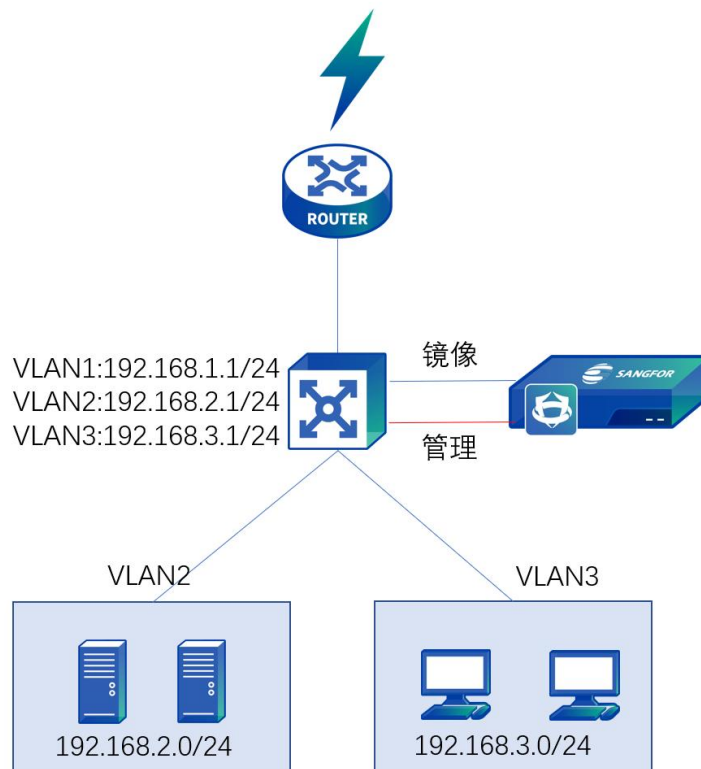 ROUTER
VLAN1:192.168.1.1/24
VLAN2:192.168.2.1/24
VLAN3:192.168.3.1/24
镜像
SANGFOR
管理
VLAN2
VLAN3
192.168.2.0/24
192.168.3.0/24